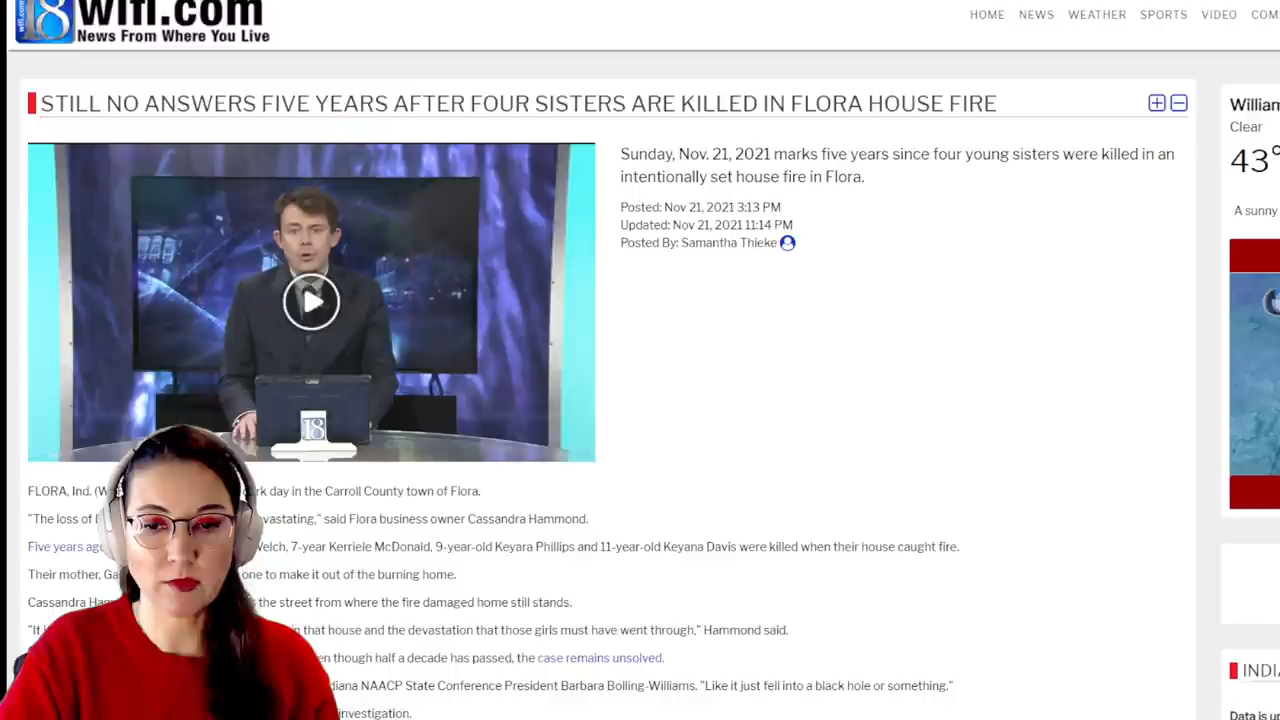 18 wlfi.com
News From Where You Live
HOME NEWS WEATHER SPORTS VIDEO COM
STILL NO ANSWERS FIVE YEARS AFTER FOUR SISTERS ARE KILLED IN FLORA HOUSE FIRE
Sunday, Nov. 21, 2021 marks five years since four young sisters were killed in an
intentionally set house fire in Flora.
Posted: Nov 21, 2021 3:13 PM
Updated: Nov 21, 2021 11:14 PM
Posted By: Samantha Thieke
18
FLORA, Ind. (W rk day in the Carroll County town of Flora.
"The loss of vastating," said Flora business owner Cassandra Hammond.
Five years ago Welch, 7-year Kerriele McDonald, 9-year-old Keyara Phillips and 11-year-old Keyana Davis were killed when their house caught fire.
Their mother, Ga one to make it out of the burning home.
Cassandra Ham the street from where the fire damaged home still stands.
"It i in that house and the devastation that those girls must have went through," Hammond said.
en though half a decade has passed, the case remains unsolved.
diana NAACP State Conference President Barbara Bolling-Williams. "Like it just fell into a black hole or something."
investigation.
William
Clear
43°
A sunny
INDIA
Data is u